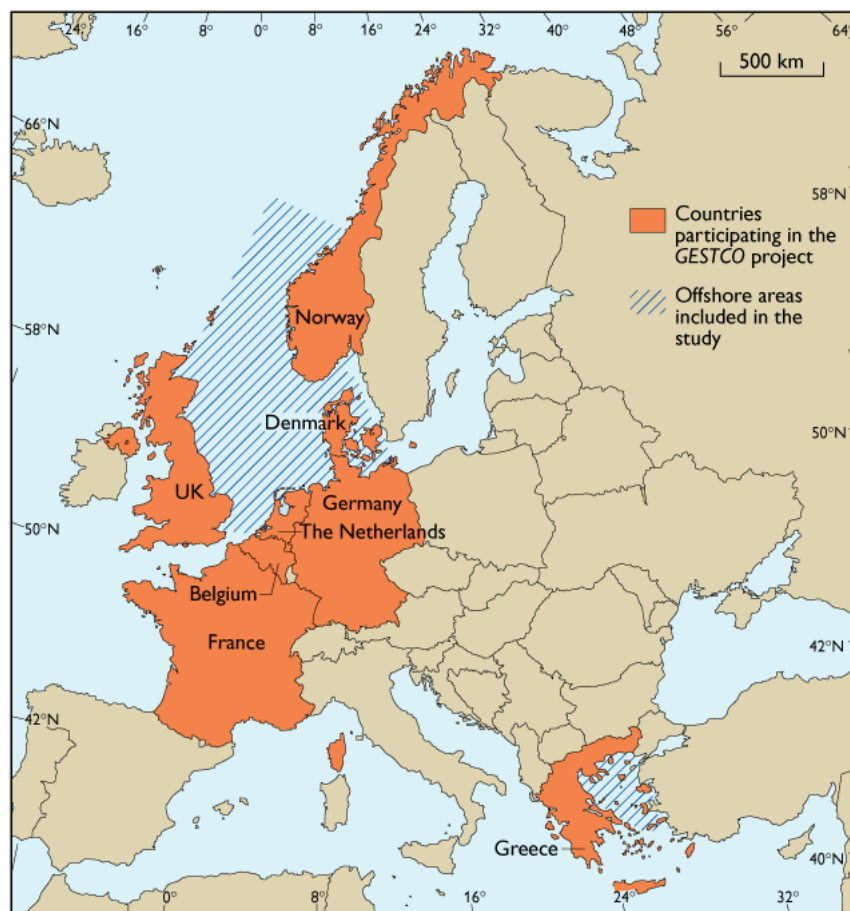 24° 16° 8° 0° 8° 16° 24° 32° 40° 48° 56° 64°
500 km
66°N
58°N
Countries
participating in the
GESTCO project
Offshore areas
included in the
study
Norway
58°N
Denmark
50°N
UK
Germany
50°N
The Netherlands
Belgium
France
42°N
42°N
Greece
40°N
0° 8° 16° 24° 32°